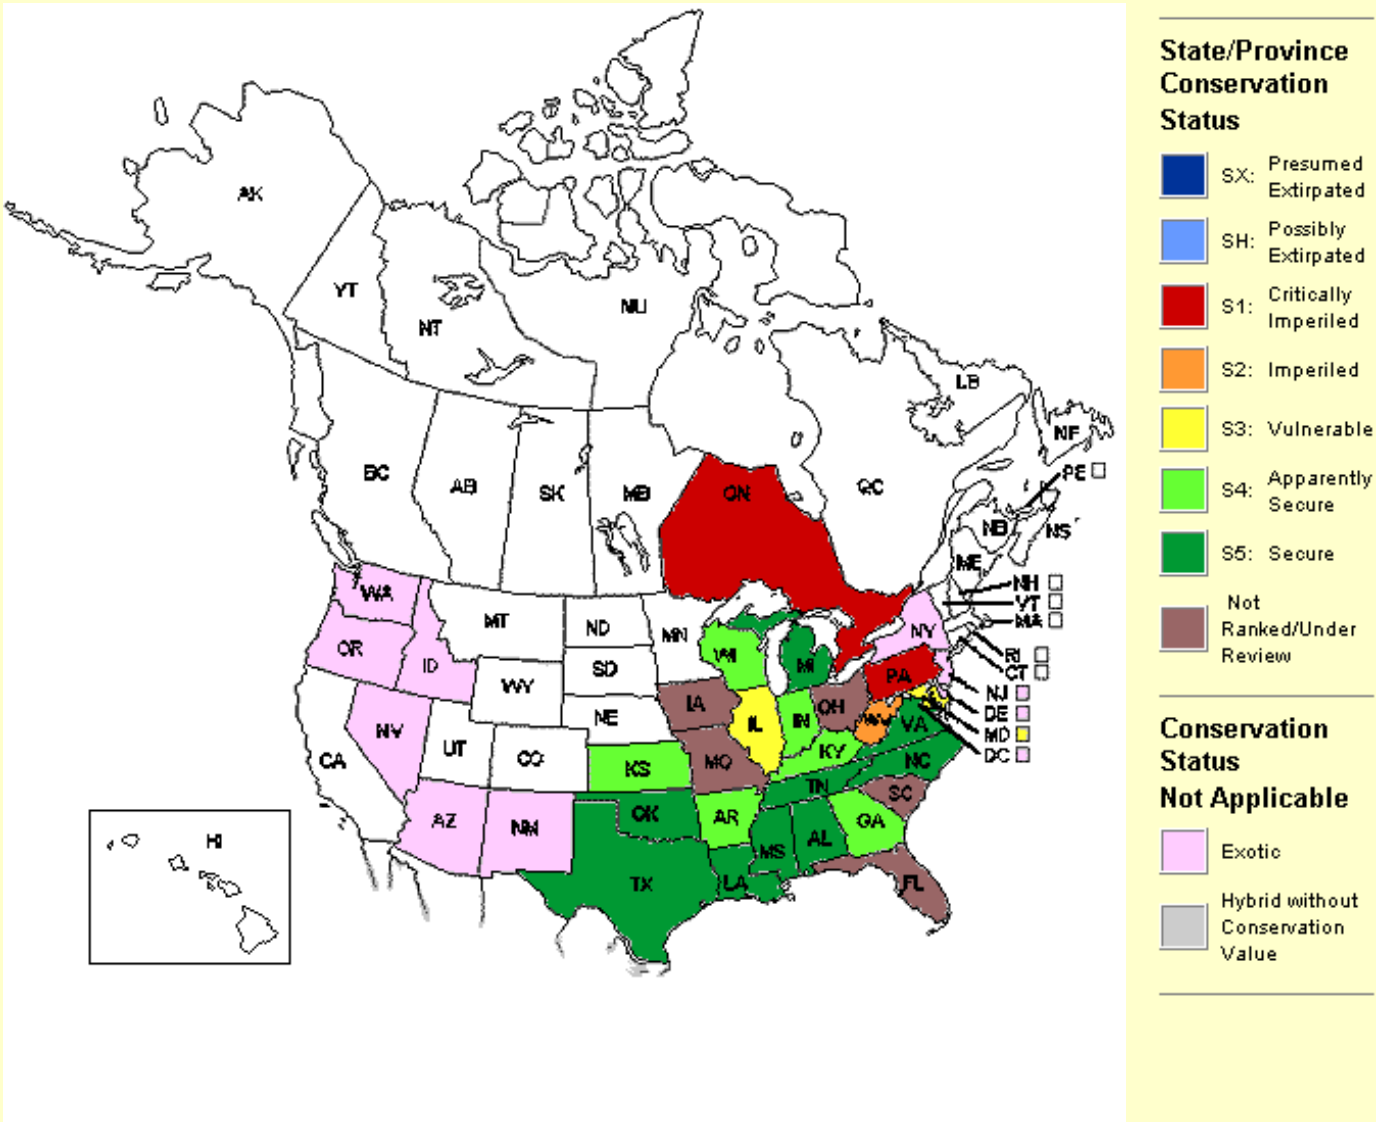 AK
YT
NT
NU
LB
NF
PE
BC
AB
SK
MB
ON
QC
NB
NS
ME
NH
VT
MA
RI
CT
NJ
DE
MD
DC
WA
MT
ND
MN
OR
ID
SD
WI
MI
NY
WY
IA
PA
NE
IL
IN
OH
WV
VA
NV
UT
CO
KS
MO
KY
CA
NC
TN
AZ
NM
OK
AR
SC
MS
AL
GA
TX
LA
FL
HI
State/Province
Conservation
Status
SX: Presumed
Extirpated
SH: Possibly
Extirpated
S1: Critically
Imperiled
S2: Imperiled
S3: Vulnerable
S4: Apparently
Secure
S5: Secure
Not
Ranked/Under
Review
Conservation
Status
Not Applicable
Exotic
Hybrid without
Conservation
Value